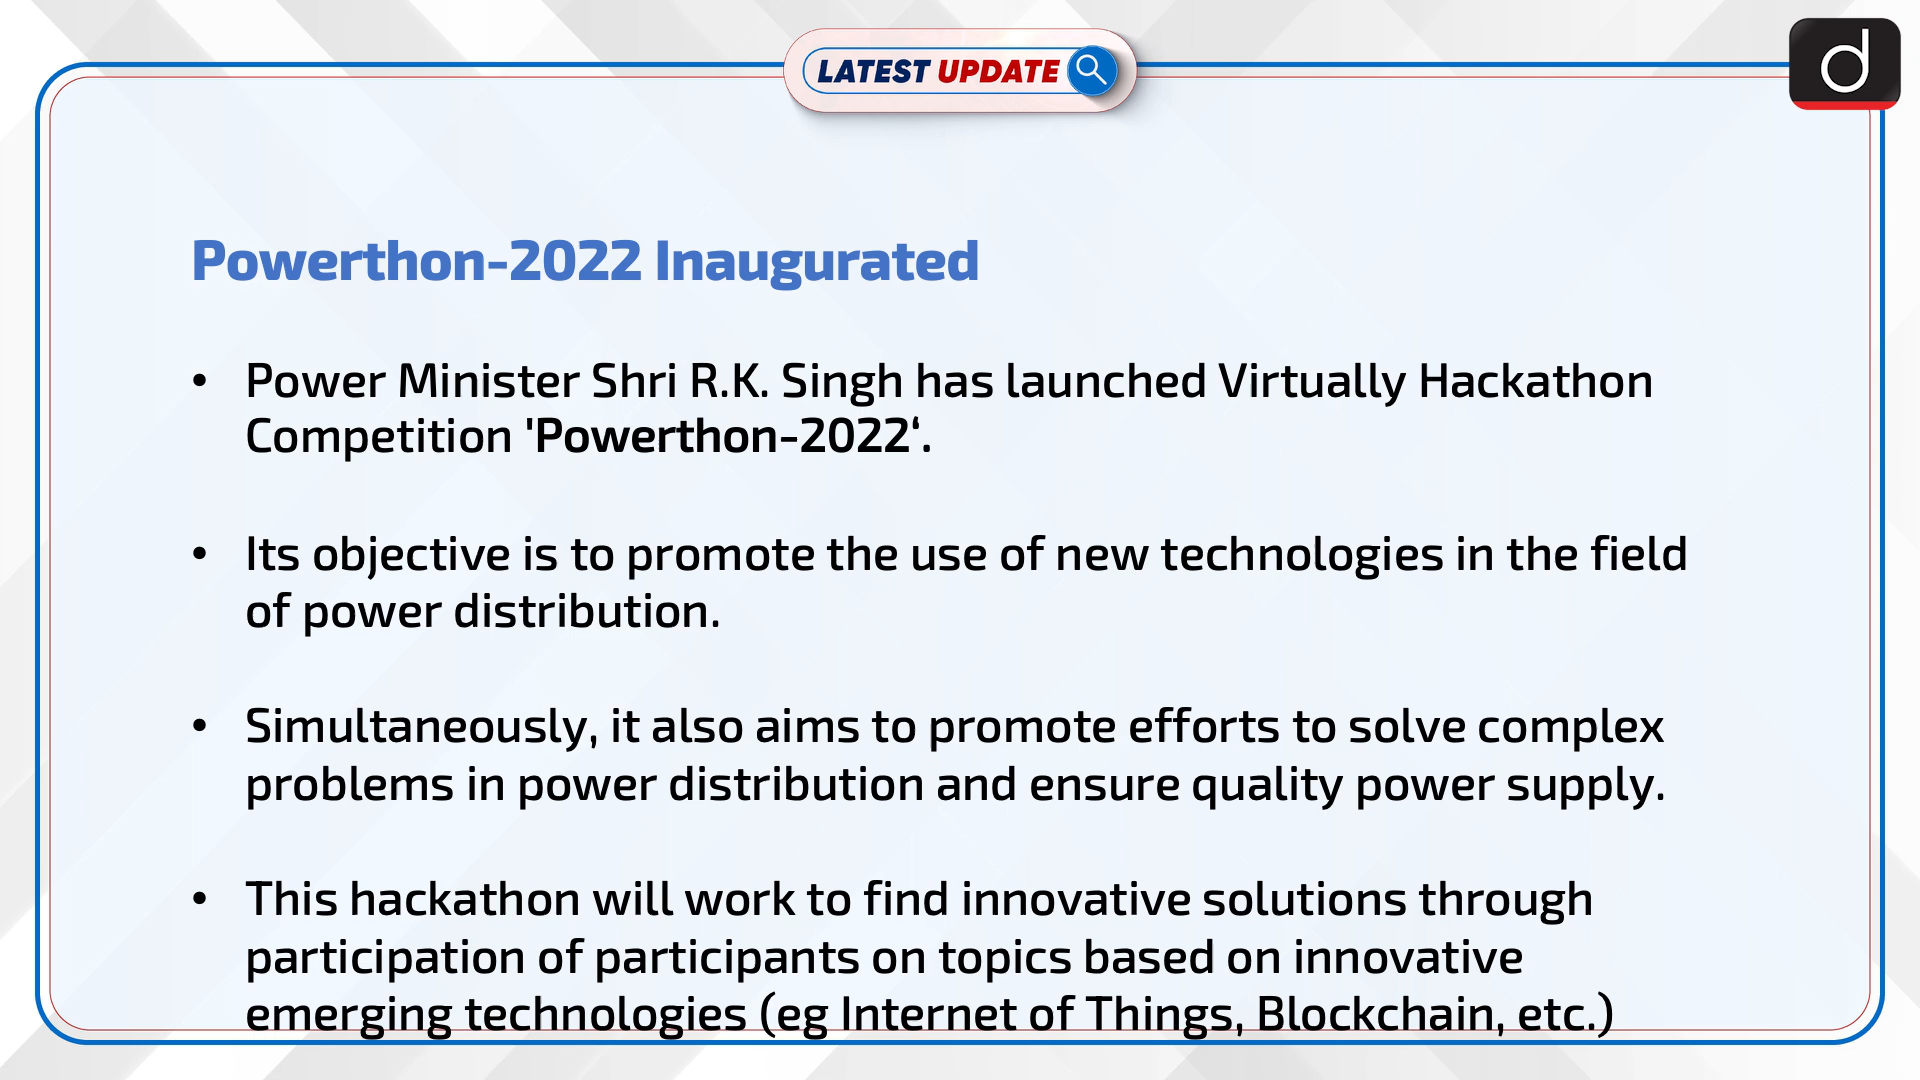 LATEST UPDATE
d
Powerthon-2022 Inaugurated
• Power Minister Shri R.K. Singh has launched Virtually Hackathon
Competition 'Powerthon-2022‘.
• Its objective is to promote the use of new technologies in the field
of power distribution.
• Simultaneously, it also aims to promote efforts to solve complex
problems in power distribution and ensure quality power supply.
• This hackathon will work to find innovative solutions through
participation of participants on topics based on innovative
emerging technologies (eg Internet of Things, Blockchain, etc.)